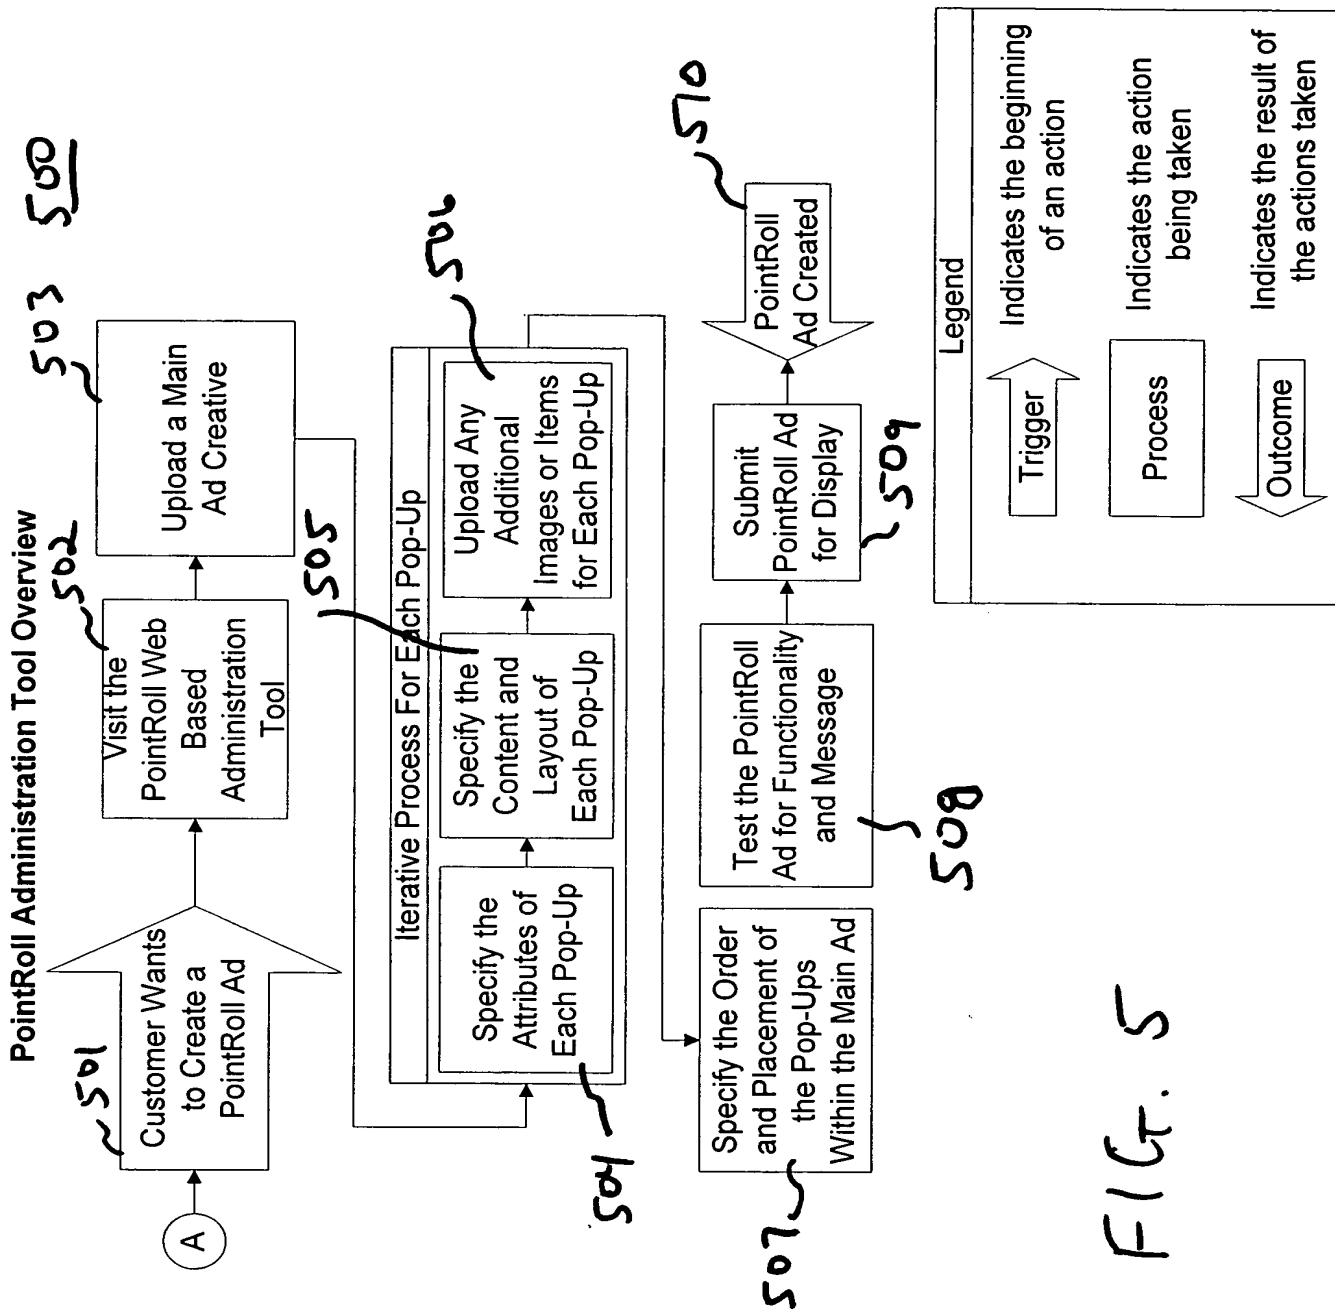 PointRoll Administration Tool Overview
500
A
501
Customer Wants
to Create a
PointRoll Ad
502
Visit the
PointRoll Web
Based
Administration
Tool
503
Upload a Main
Ad Creative
Iterative Process For Each Pop-Up
504
Specify the
Attributes of
Each Pop-Up
505
Specify the
Content and
Layout of
Each Pop-Up
506
Upload Any
Additional
Images or Items
for Each Pop-Up
507
Specify the Order
and Placement of
the Pop-Ups
Within the Main Ad
508
Test the PointRoll
Ad for Functionality
and Message
509
Submit
PointRoll Ad
for Display
510
PointRoll
Ad Created
Legend
Trigger
Indicates the beginning
of an action
Process
Indicates the action
being taken
Outcome
Indicates the result of
the actions taken
FIG. 5